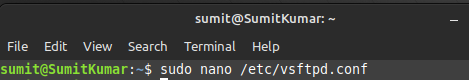 sumit@SumitKumar: ~
File Edit View Search Terminal Help
sumit@SumitKumar:~$ sudo nano /etc/vsftpd.conf